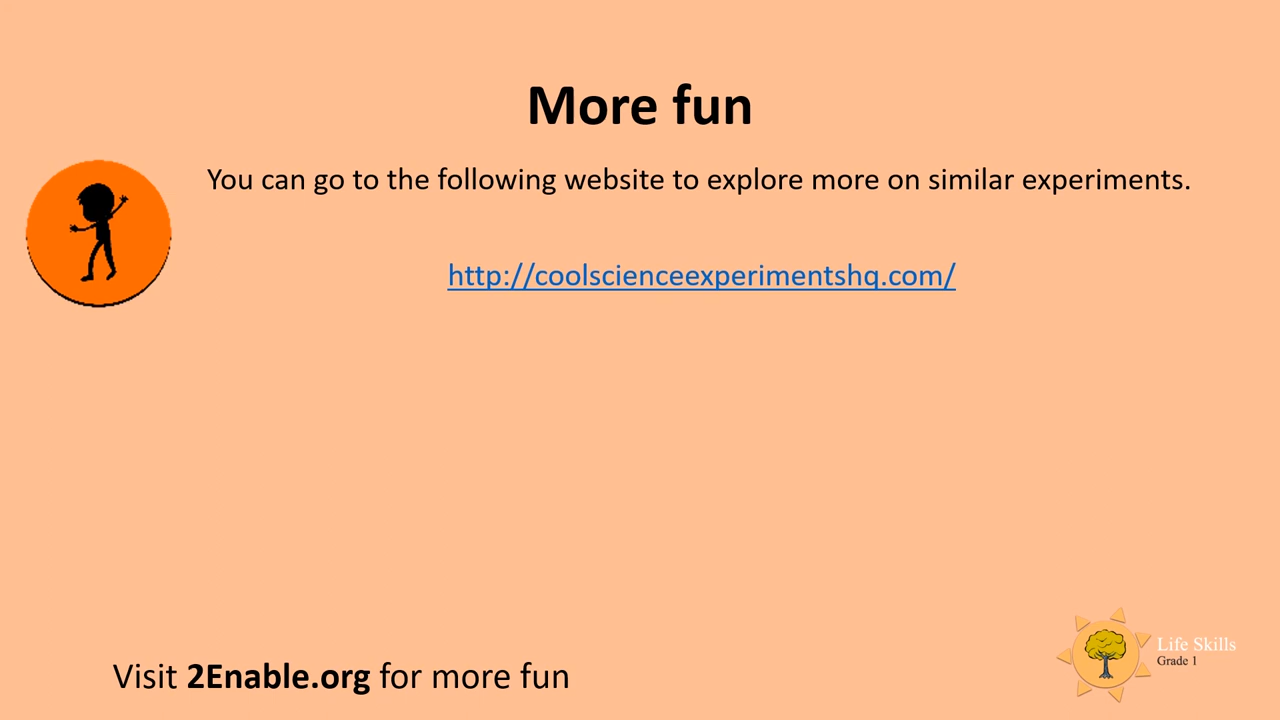 More fun
You can go to the following website to explore more on similar experiments.
http://coolscienceexperimentshq.com/
Visit 2Enable.org for more fun
Life Skills
Grade 1